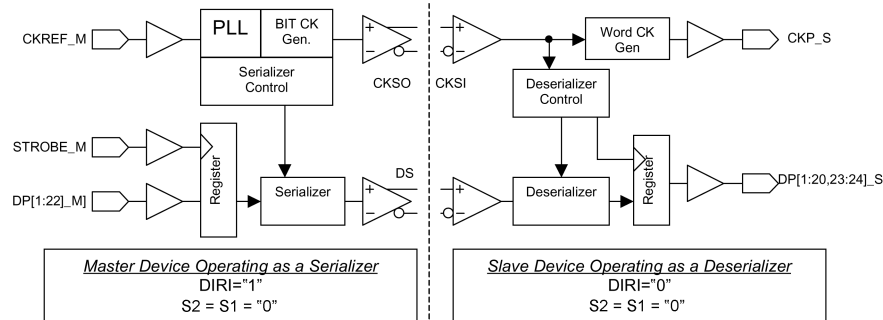 CKREF_M
PLL
BIT CK
Gen.
Serializer
Control
+
−
CKSO
+
−
CKSI
Word CK
Gen
CKP_S
Deserializer
Control
STROBE_M
DP[1:22]_M]
Register
Serializer
+
−
DS
+
−
Deserializer
Register
DP[1:20,23:24]_S
Master Device Operating as a Serializer
DIRI="1"
S2 = S1 = "0"
Slave Device Operating as a Deserializer
DIRI="0"
S2 = S1 = "0"